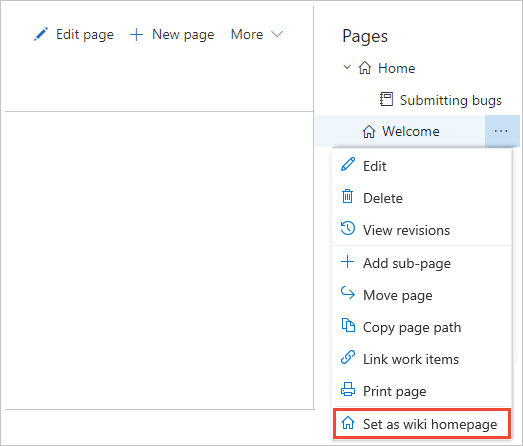 Edit page New page More
Pages
Home
Submitting bugs
Welcome ...
Edit
Delete
View revisions
Add sub-page
Move page
Copy page path
Link work items
Print page
Set as wiki homepage